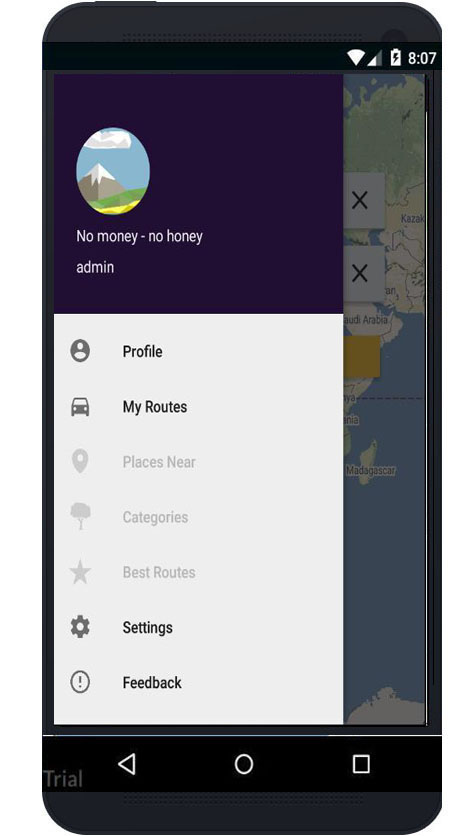 8:07
No money - no honey
admin
Profile
My Routes
Places Near
Categories
Best Routes
Settings
Feedback
Kazak
audi Arabia
Madagascar
Trial